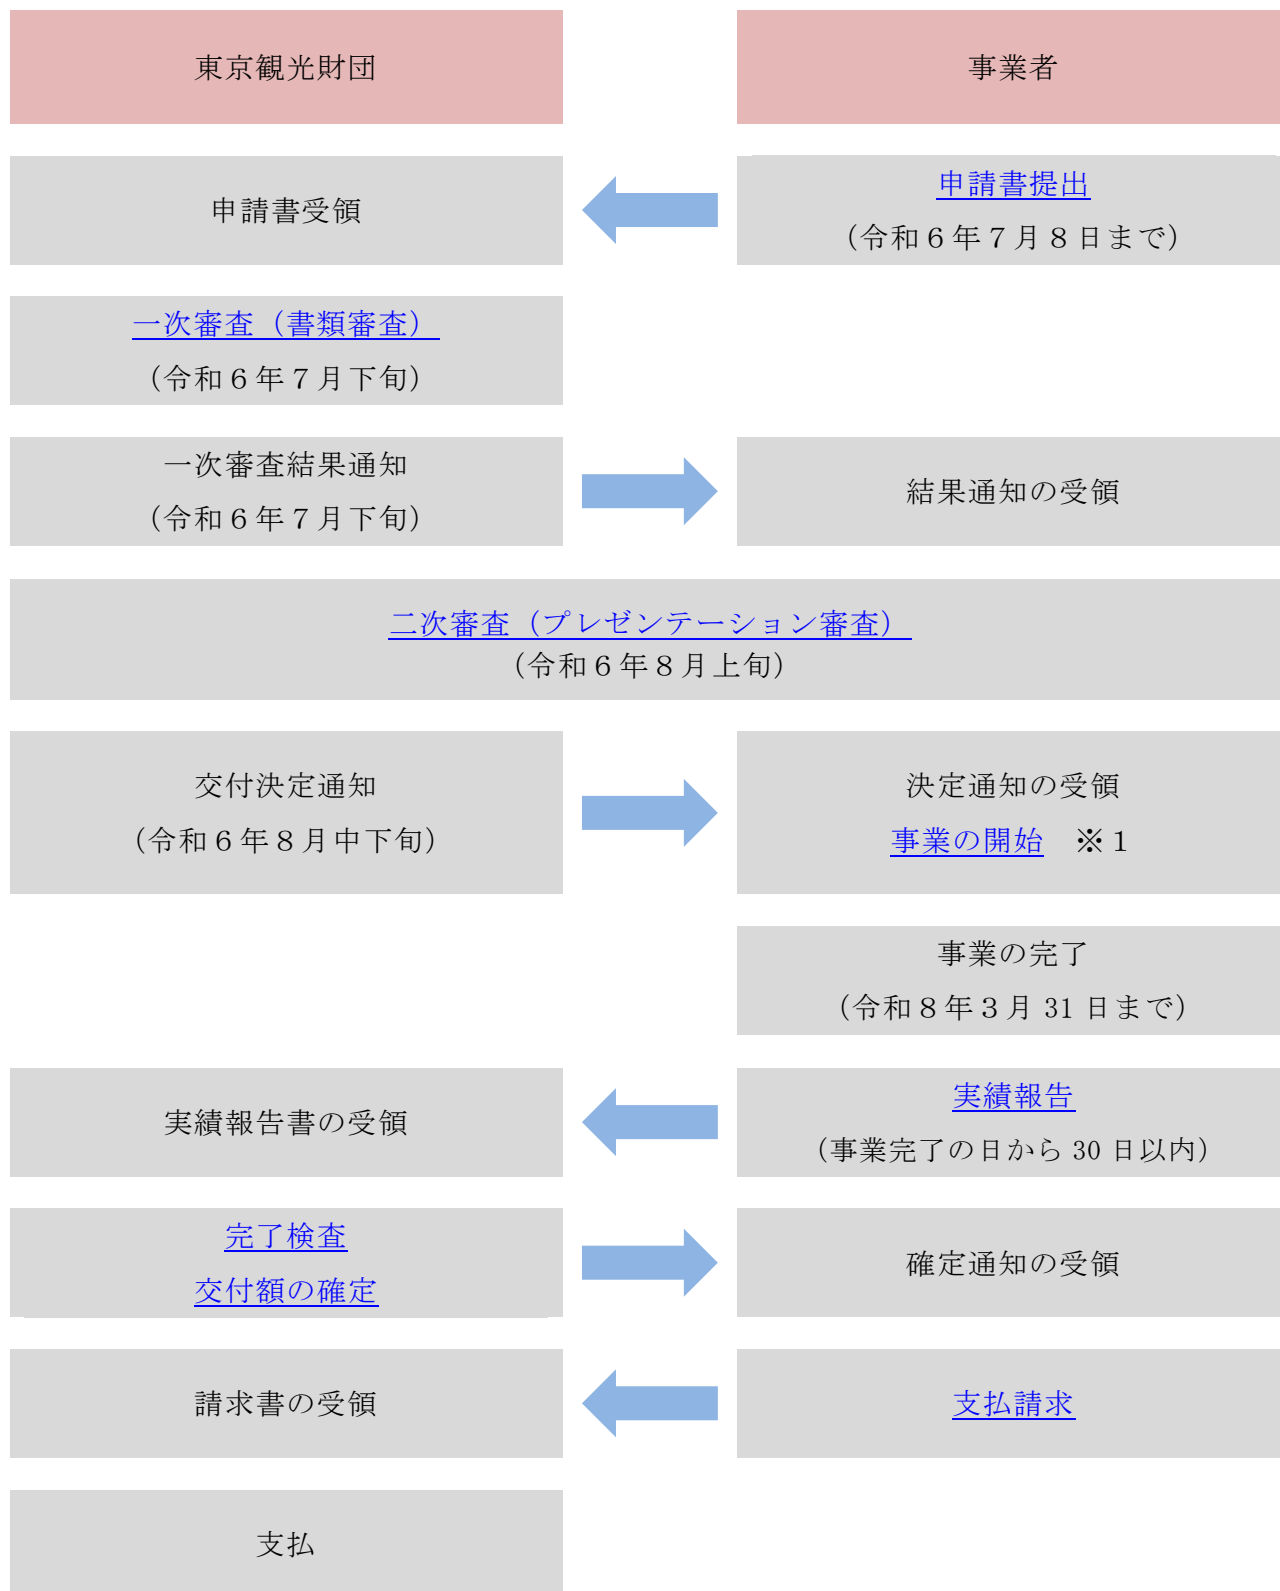 東京観光財団
事業者
申請書受領
申請書提出
（令和６年７月８日まで）
一次審査（書類審査）
（令和６年７月下旬）
一次審査結果通知
（令和６年７月下旬）
結果通知の受領
二次審査（プレゼンテーション審査）
（令和６年８月上旬）
交付決定通知
（令和６年８月中下旬）
決定通知の受領
事業の開始　※１
事業の完了
（令和８年３月 31 日まで）
実績報告書の受領
実績報告
（事業完了の日から 30 日以内）
完了検査
交付額の確定
確定通知の受領
請求書の受領
支払請求
支払